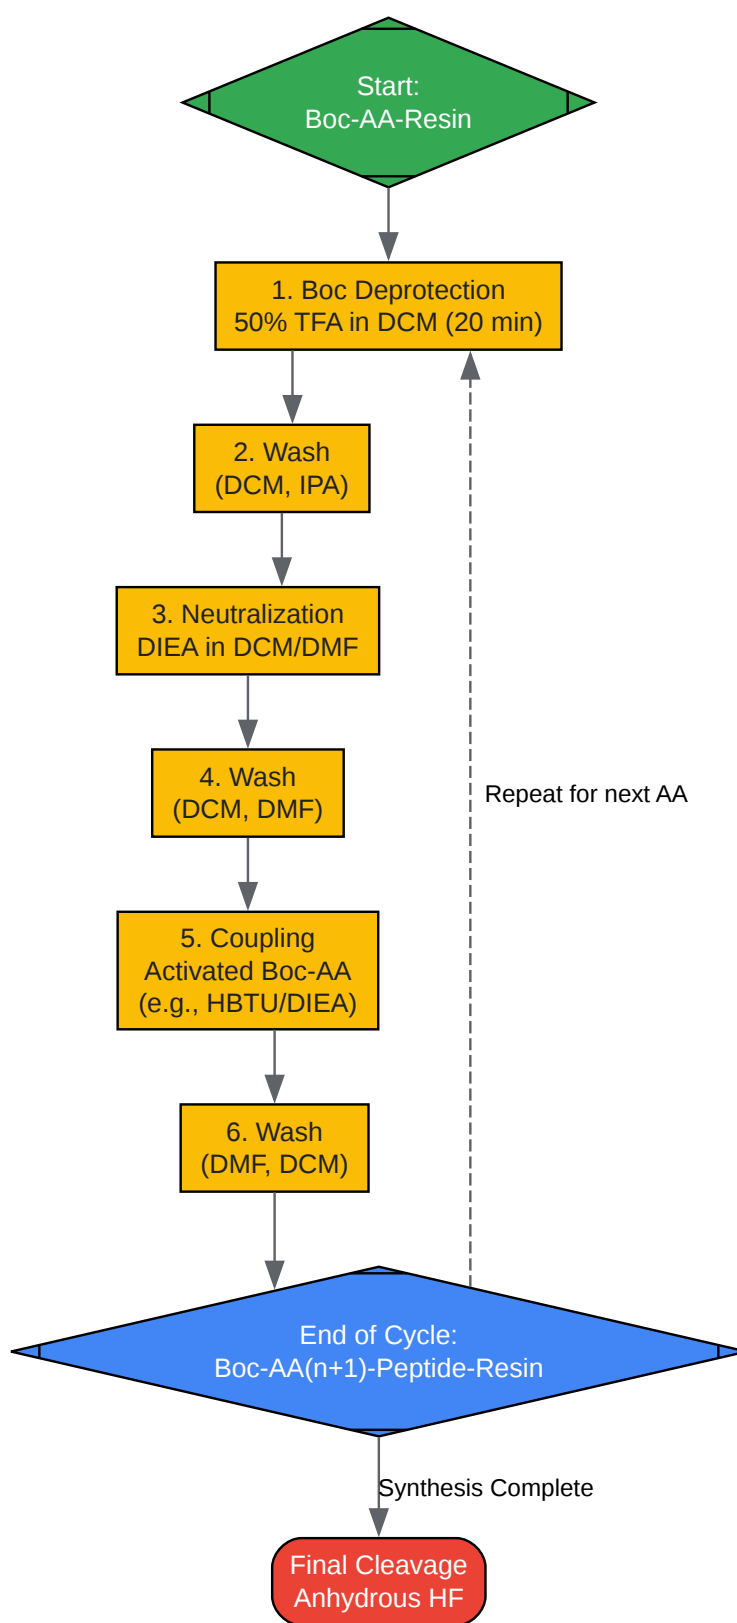 Start:
Boc-AA-Resin
1. Boc Deprotection
50% TFA in DCM (20 min)
2. Wash
(DCM, IPA)
3. Neutralization
DIEA in DCM/DMF
4. Wash
(DCM, DMF)
Repeat for next AA
5. Coupling
Activated Boc-AA
(e.g., HBTU/DIEA)
6. Wash
(DMF, DCM)
End of Cycle:
Boc-AA(n+1)-Peptide-Resin
Synthesis Complete
Final Cleavage
Anhydrous HF